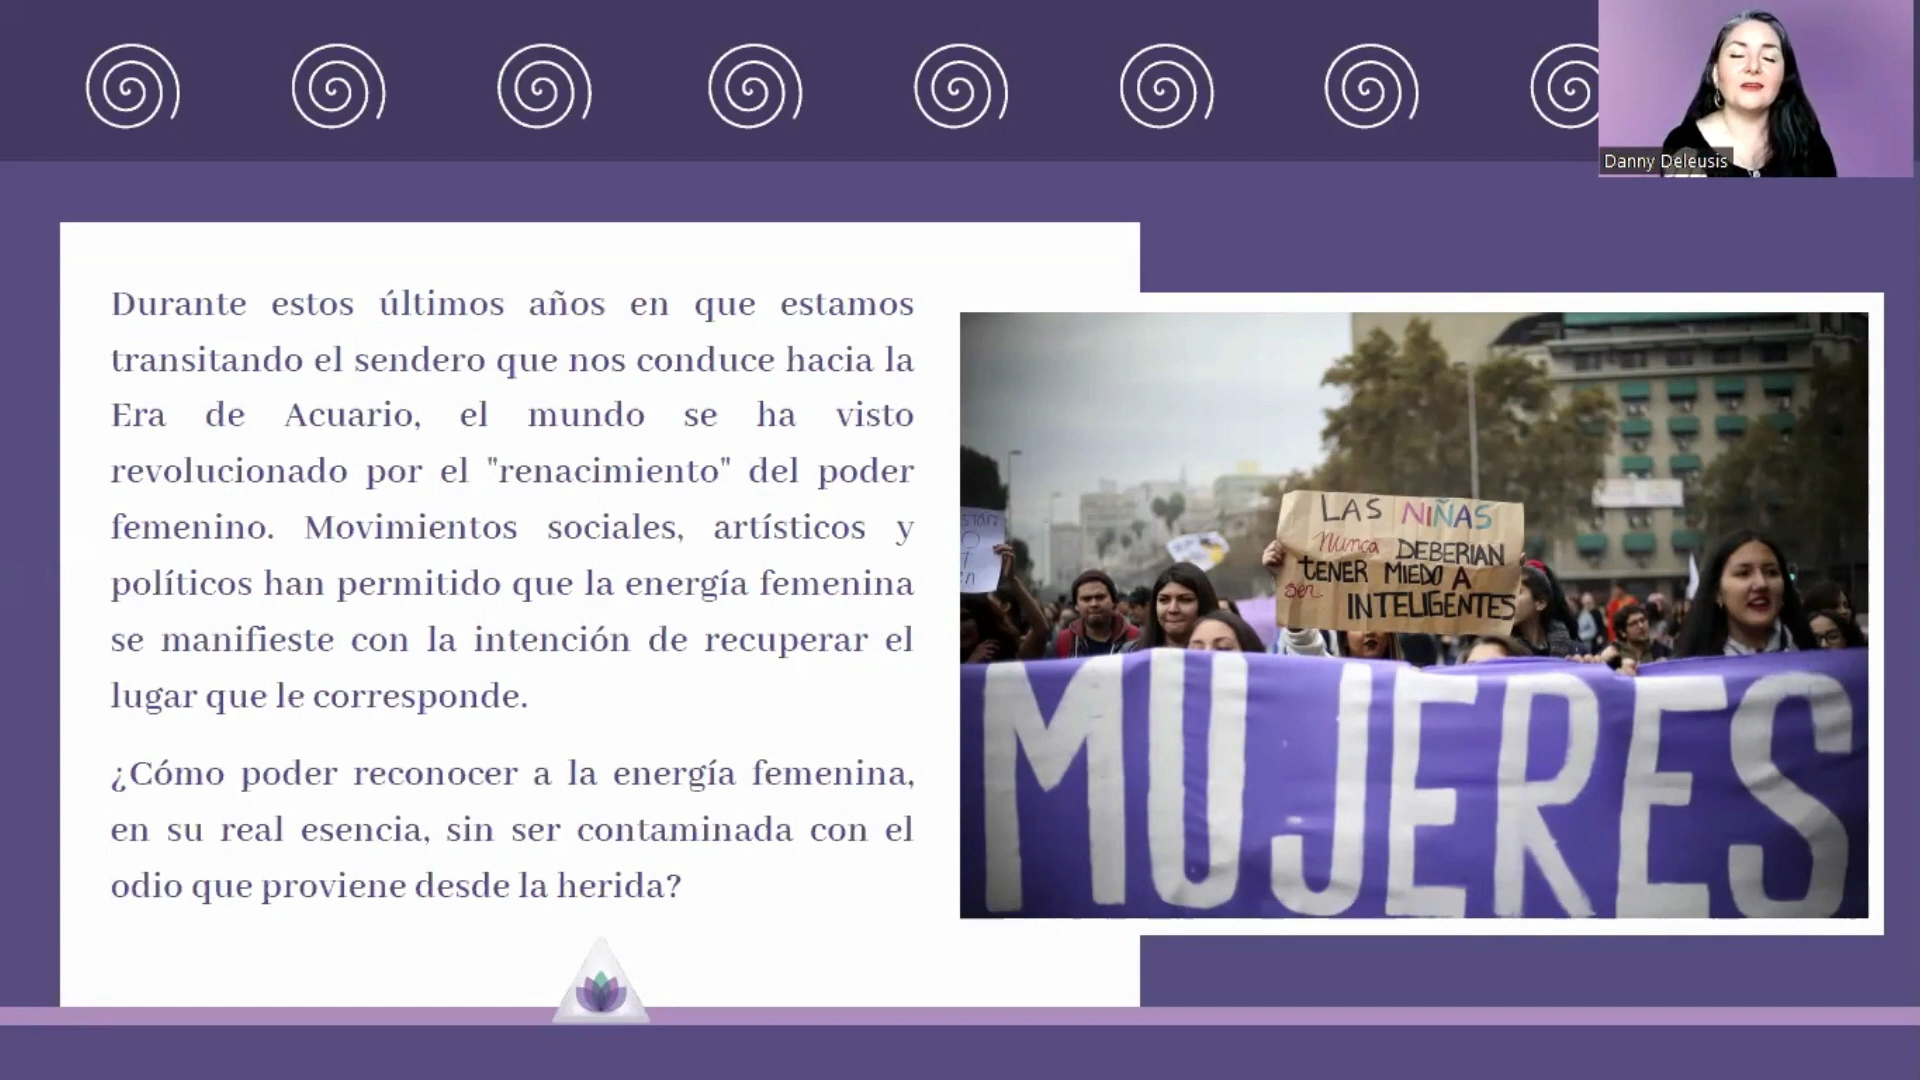 Danny Deleusis
Durante estos últimos años en que estamos
transitando el sendero que nos conduce hacia la
Era de Acuario, el mundo se ha visto
revolucionado por el "renacimiento" del poder
femenino. Movimientos sociales, artísticos y
políticos han permitido que la energía femenina
se manifieste con la intención de recuperar el
lugar que le corresponde.
¿Cómo poder reconocer a la energía femenina,
en su real esencia, sin ser contaminada con el
odio que proviene desde la herida?
LAS NIÑAS
Nunca DEBERIAN
TENER MIEDO A
ser INTELIGENTES
MUJERES